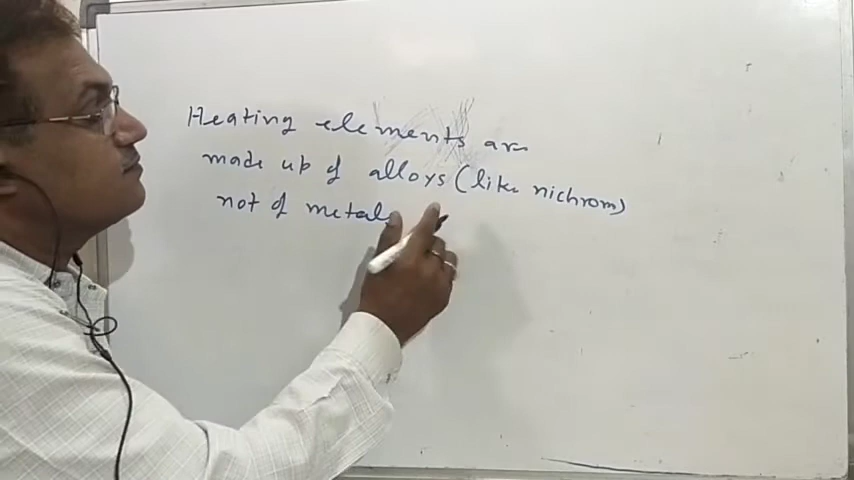 Heating elements are
made up of alloys (like nichrom)
not of metals